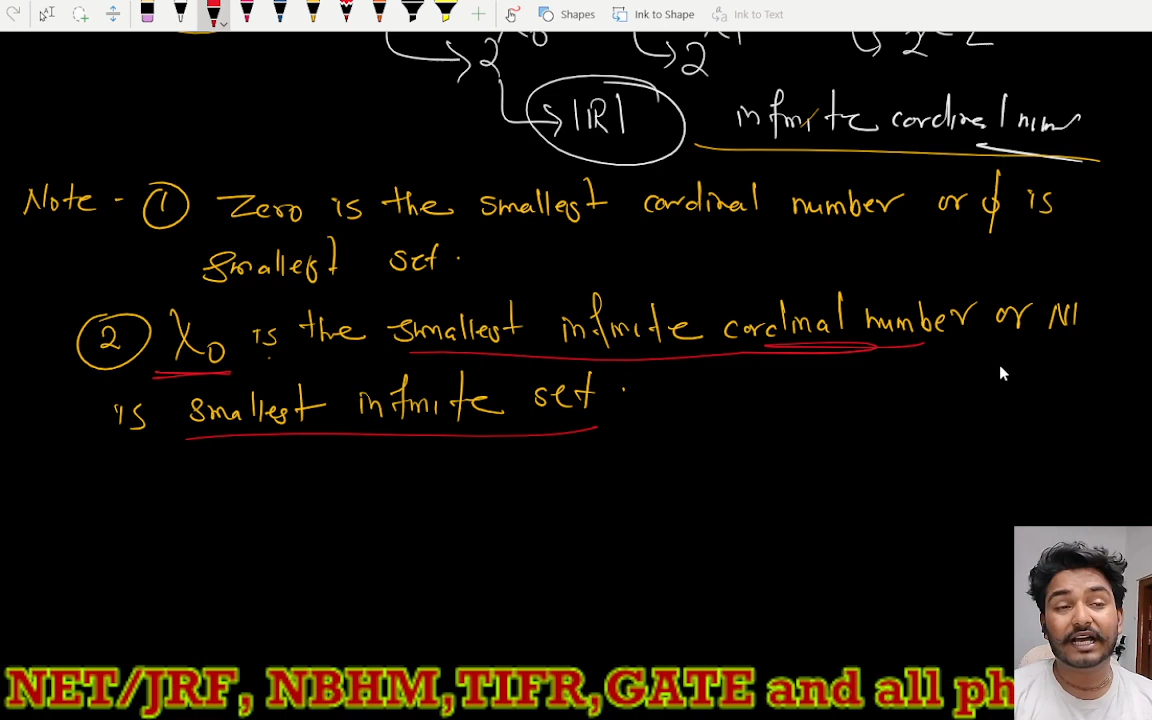 Shapes Ink to Shape Ink to Text
|ℝ| infinite cardinal num
Note - ① Zero is the smallest cardinal number or ϕ is
smallest set.
② χ₀ is the smallest infinite cardinal number or ℕ
is smallest infinite set.
NET/JRF, NBHM,TIFR,GATE and all ph